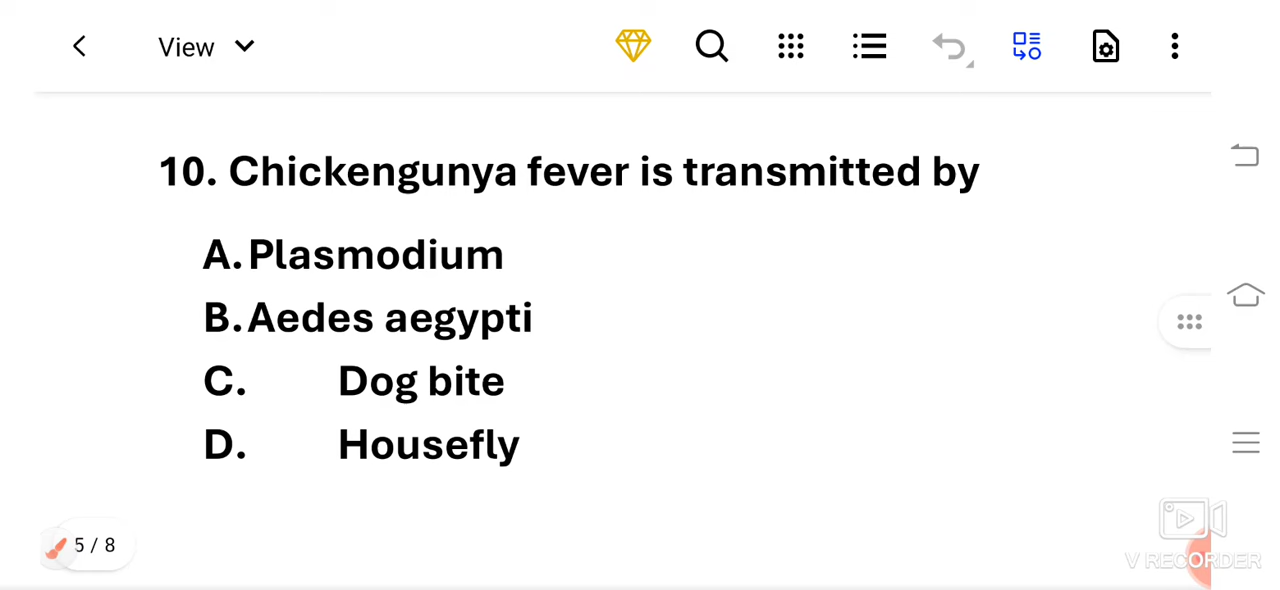 View
10. Chickengunya fever is transmitted by
A. Plasmodium
B. Aedes aegypti
C. Dog bite
D. Housefly
5 / 8
V RECORDER